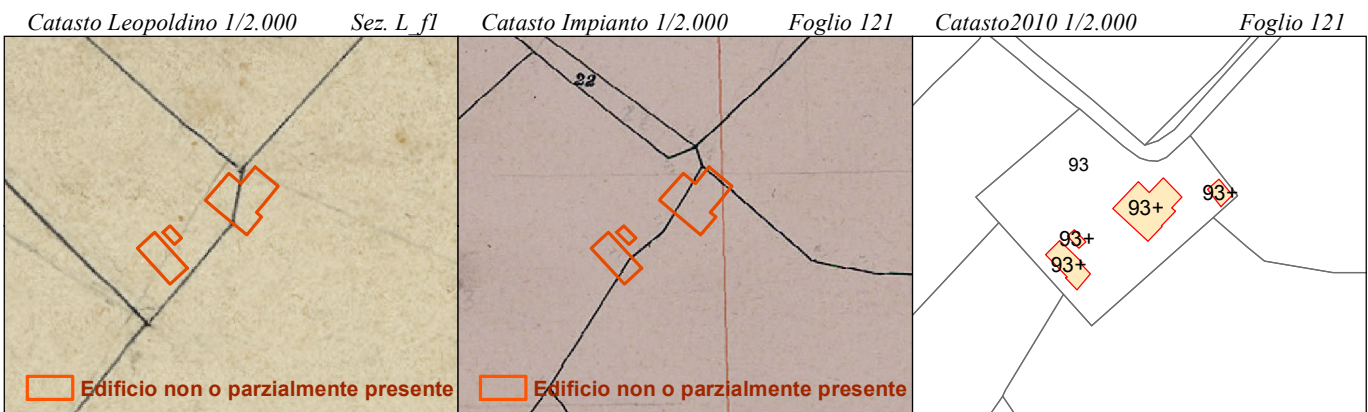 Catasto Leopoldino 1/2.000 Sez. L_f1
Catasto Impianto 1/2.000 Foglio 121
Catasto2010 1/2.000 Foglio 121
22
93
93+
93+
93+
93+
Edificio non o parzialmente presente
Edificio non o parzialmente presente